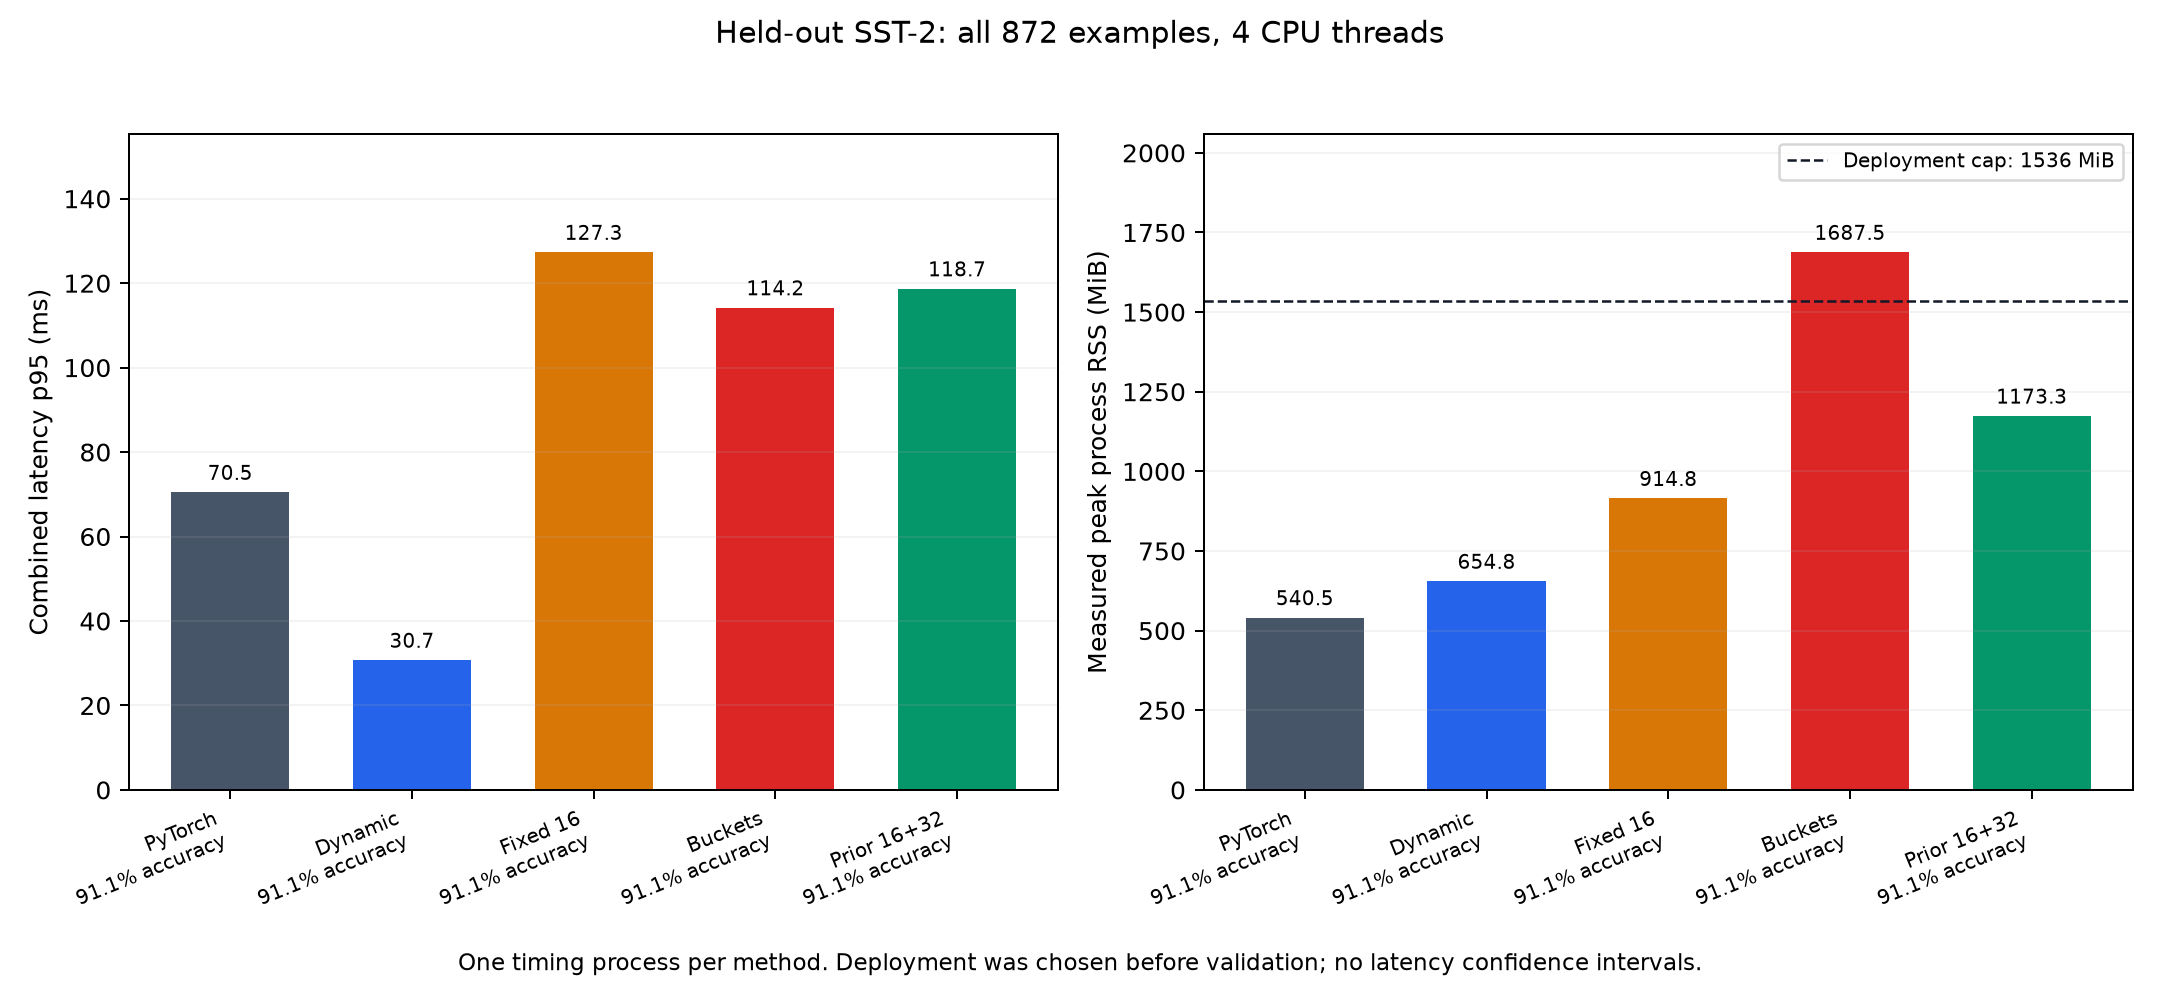 Held-out SST-2: all 872 examples, 4 CPU threads
Combined latency p95 (ms)
140
120
100
80
60
40
20
0
70.5
30.7
127.3
114.2
118.7
PyTorch
91.1% accuracy
Dynamic
91.1% accuracy
Fixed 16
91.1% accuracy
Buckets
91.1% accuracy
Prior 16+32
91.1% accuracy
Measured peak process RSS (MiB)
2000
1750
1500
1250
1000
750
500
250
0
Deployment cap: 1536 MiB
540.5
654.8
914.8
1687.5
1173.3
PyTorch
91.1% accuracy
Dynamic
91.1% accuracy
Fixed 16
91.1% accuracy
Buckets
91.1% accuracy
Prior 16+32
91.1% accuracy
One timing process per method. Deployment was chosen before validation; no latency confidence intervals.